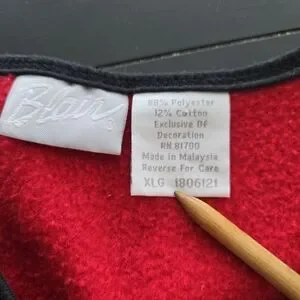 Blair
88% Polyester
12% Cotton
Exclusive Of
Decoration
RN 81700
Made in Malaysia
Reverse For Care
XLG 1806121